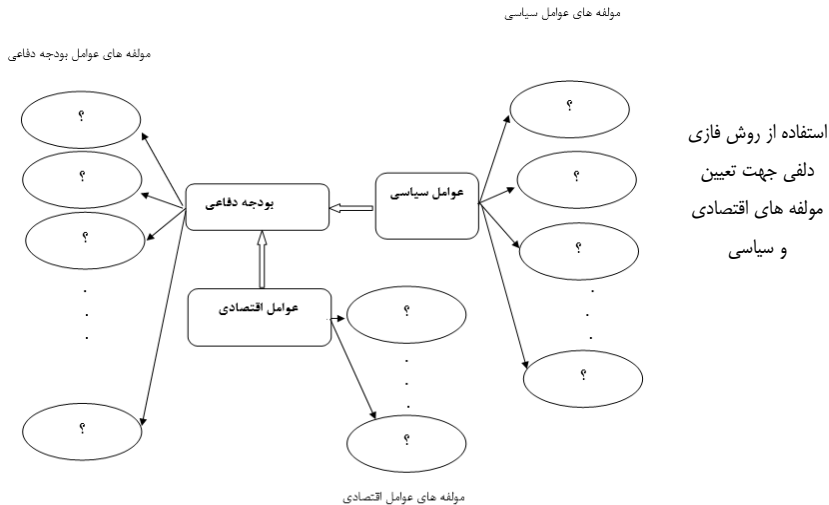 مولفه های عوامل سیاسی
مولفه های عوامل بودجه دفاعی
؟
؟
؟
.
.
.
؟
بودجه دفاعی
عوامل سیاسی
؟
؟
؟
.
.
.
؟
عوامل اقتصادی
؟
.
.
.
؟
مولفه های عوامل اقتصادی
استفاده از روش فازی
دلفی جهت تعیین
مولفه های اقتصادی
و سیاسی